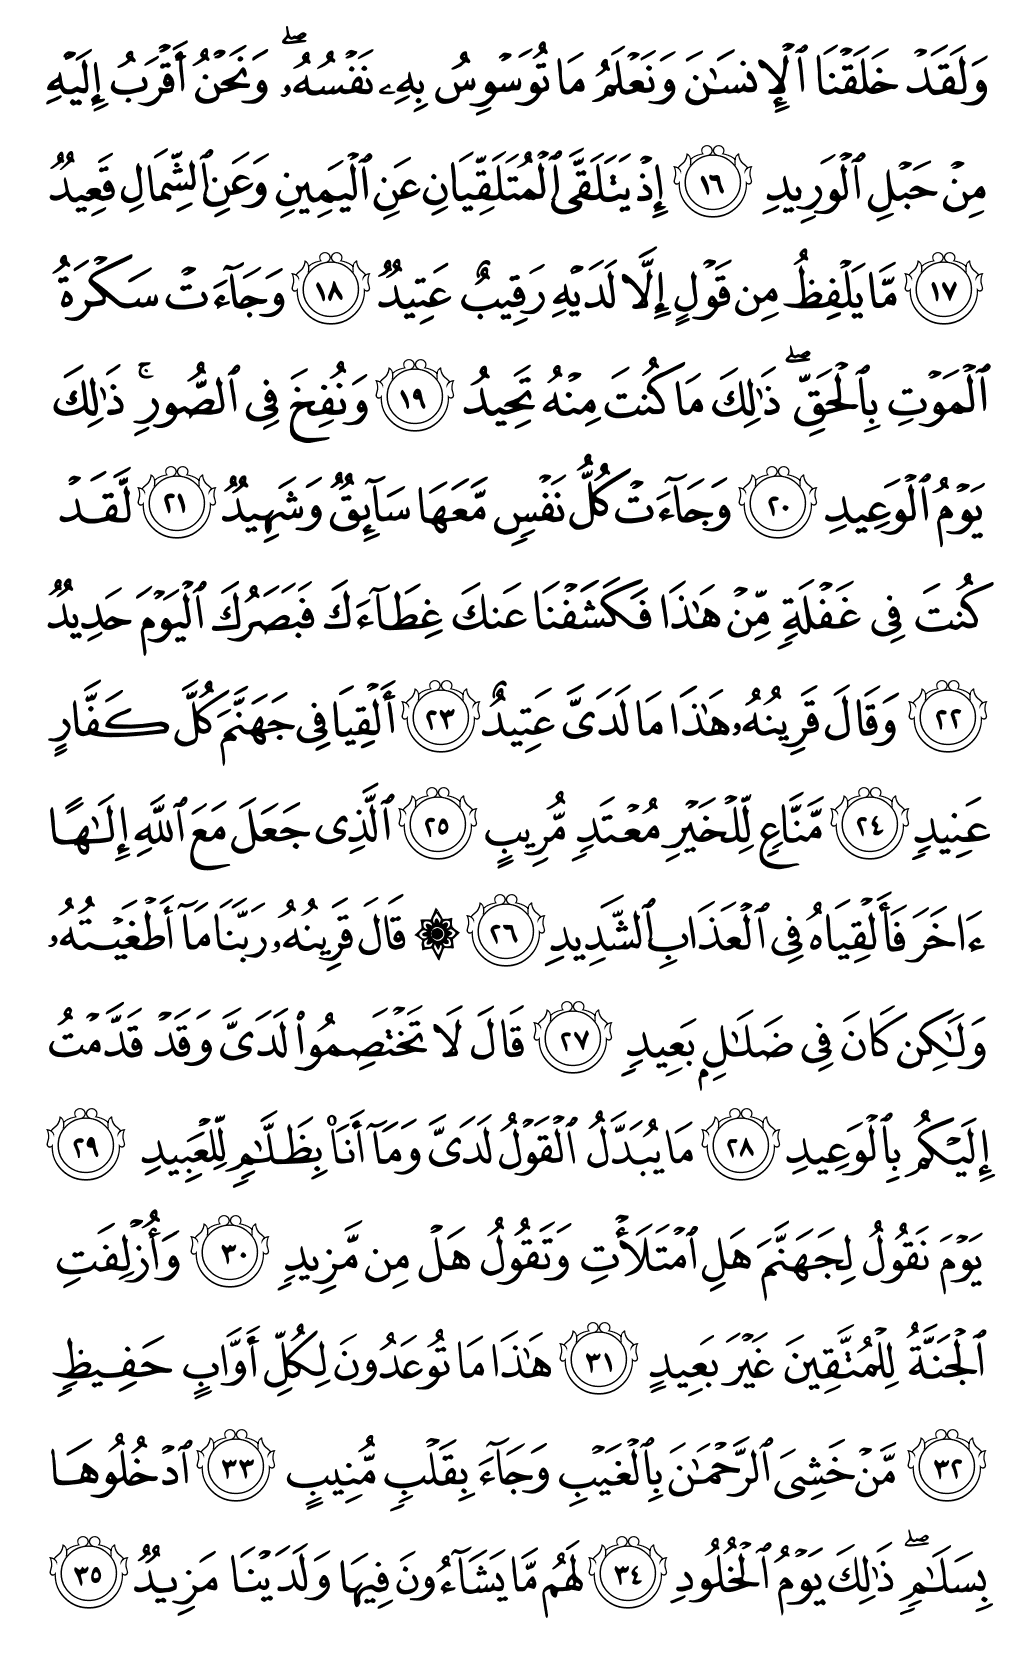 وَلَقَدۡ خَلَقۡنَا ٱلۡإِنسَٰنَ وَنَعۡلَمُ مَا تُوَسۡوِسُ بِهِۦ نَفۡسُهُۥۖ وَنَحۡنُ أَقۡرَبُ إِلَيۡهِ
مِنۡ حَبۡلِ ٱلۡوَرِيدِ ١٦ إِذۡ يَتَلَقَّى ٱلۡمُتَلَقِّيَانِ عَنِ ٱلۡيَمِينِ وَعَنِ ٱلشِّمَالِ قَعِيدٞ
١٧ مَّا يَلۡفِظُ مِن قَوۡلٍ إِلَّا لَدَيۡهِ رَقِيبٌ عَتِيدٞ ١٨ وَجَآءَتۡ سَكۡرَةُ
ٱلۡمَوۡتِ بِٱلۡحَقِّۖ ذَٰلِكَ مَا كُنتَ مِنۡهُ تَحِيدُ ١٩ وَنُفِخَ فِي ٱلصُّورِۚ ذَٰلِكَ
يَوۡمُ ٱلۡوَعِيدِ ٢٠ وَجَآءَتۡ كُلُّ نَفۡسٖ مَّعَهَا سَآئِقٞ وَشَهِيدٞ ٢١ لَّقَدۡ
كُنتَ فِي غَفۡلَةٖ مِّنۡ هَٰذَا فَكَشَفۡنَا عَنكَ غِطَآءَكَ فَبَصَرُكَ ٱلۡيَوۡمَ حَدِيدٞ
٢٢ وَقَالَ قَرِينُهُۥ هَٰذَا مَا لَدَيَّ عَتِيدٌ ٢٣ أَلۡقِيَا فِي جَهَنَّمَ كُلَّ كَفَّارٍ
عَنِيدٖ ٢٤ مَّنَّاعٖ لِّلۡخَيۡرِ مُعۡتَدٖ مُّرِيبٍ ٢٥ ٱلَّذِي جَعَلَ مَعَ ٱللَّهِ إِلَٰهًا
ءَاخَرَ فَأَلۡقِيَاهُ فِي ٱلۡعَذَابِ ٱلشَّدِيدِ ٢٦ ۞ قَالَ قَرِينُهُۥ رَبَّنَا مَآ أَطۡغَيۡتُهُۥ
وَلَٰكِن كَانَ فِي ضَلَٰلِۭ بَعِيدٖ ٢٧ قَالَ لَا تَخۡتَصِمُواْ لَدَيَّ وَقَدۡ قَدَّمۡتُ
إِلَيۡكُم بِٱلۡوَعِيدِ ٢٨ مَا يُبَدَّلُ ٱلۡقَوۡلُ لَدَيَّ وَمَآ أَنَا۠ بِظَلَّٰمٖ لِّلۡعَبِيدِ ٢٩
يَوۡمَ نَقُولُ لِجَهَنَّمَ هَلِ ٱمۡتَلَأۡتِ وَتَقُولُ هَلۡ مِن مَّزِيدٖ ٣٠ وَأُزۡلِفَتِ
ٱلۡجَنَّةُ لِلۡمُتَّقِينَ غَيۡرَ بَعِيدٍ ٣١ هَٰذَا مَا تُوعَدُونَ لِكُلِّ أَوَّابٍ حَفِيظٖ
٣٢ مَّنۡ خَشِيَ ٱلرَّحۡمَٰنَ بِٱلۡغَيۡبِ وَجَآءَ بِقَلۡبٖ مُّنِيبٍ ٣٣ ٱدۡخُلُوهَا
بِسَلَٰمٖۖ ذَٰلِكَ يَوۡمُ ٱلۡخُلُودِ ٣٤ لَهُم مَّا يَشَآءُونَ فِيهَا وَلَدَيۡنَا مَزِيدٞ ٣٥